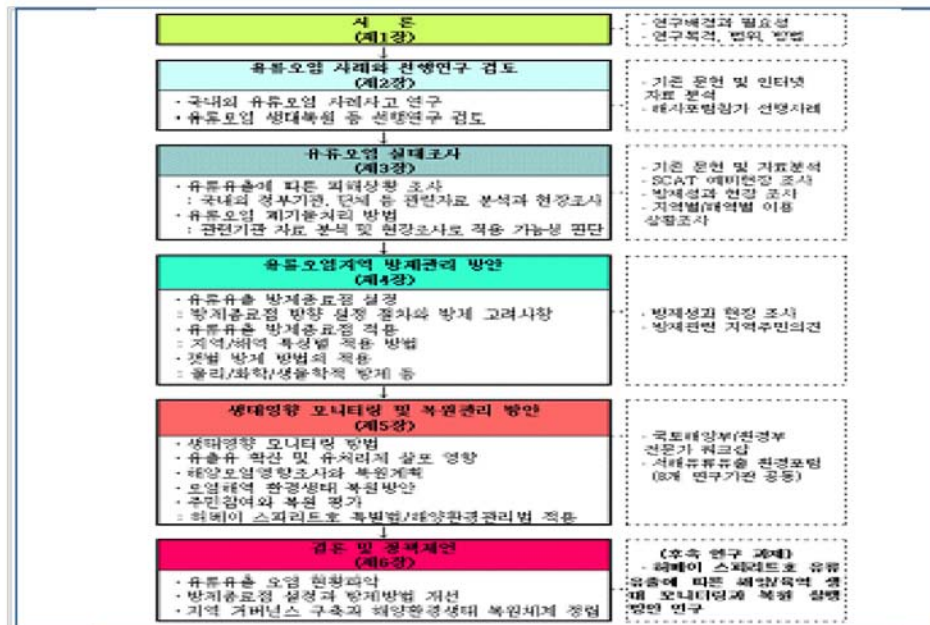 서 론
(제1장)
- 연구배경과 필요성
- 연구목적, 범위, 방법
유류오염 사례와 선행연구 검토
(제2장)
· 국내외 유류오염 사례사고 연구
· 유류오염 생태복원 등 선행연구 검토
- 기존 문헌 및 인터넷
자료 분석
- 해사포럼참가 선행사례
유류오염 실태조사
(제3장)
· 유류유출에 따른 피해상황 조사
: 국내외 정부기관, 단체 등 관련자료 분석과 현장조사
· 유류오염 폐기물처리 방법
: 관련기관 자료 분석 및 현장조사로 적용 가능성 판단
- 기존 문헌 및 자료분석
- SCAT 예비현장 조사
- 방제성과 현장 조사
- 지역별/해역별 이용
상황조사
유류오염지역 방제관리 방안
(제4장)
· 유류유출 방제종료점 설정
: 방제종료점 방향 설정 절차와 방제 고려사항
· 유류유출 방제종료점 적용
: 지역/해역 특성별 적용 방법
· 갯벌 방제 방법의 적용
: 물리/화학/생물학적 방제 등
- 방제성과 현장 조사
- 방제관련 지역주민의견
생태영향 모니터링 및 복원관리 방안
(제5장)
· 생태영향 모니터링 방법
· 유출유 확산 및 유처리제 살포 영향
· 해양오염영향조사와 복원계획
· 오염해역 환경생태 복원방안
· 주민참여와 복원 평가
: 허베이 스피리트호 특별법/해양환경관리법 적용
- 국토해양부/환경부
전문가 워크샵
- 서해류류유출 환경포럼
(8개 연구기관 공동)
결론 및 정책제언
(제6장)
· 유류유출 오염 현황파악
· 방제종료점 설정과 방제방법 개선
· 지역 거버넌스 구축과 해양환경생태 복원체계 정립
(후속 연구 과제)
- 허베이 스피리트호 유류
유출에 따른 해양/육역 생
태 모니터링과 복원 실행
방안 연구